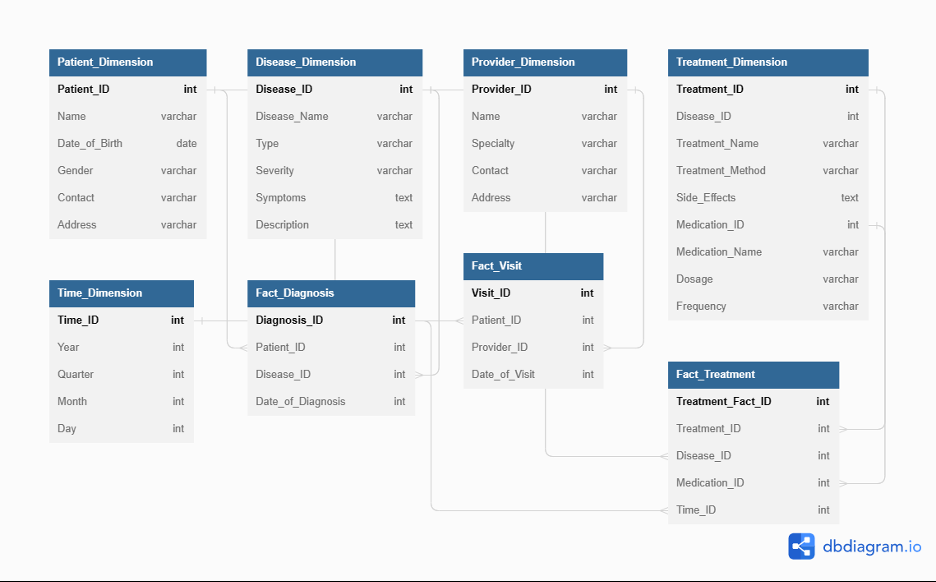 Patient_Dimension
Patient_ID int
Name varchar
Date_of_Birth date
Gender varchar
Contact varchar
Address varchar
Disease_Dimension
Disease_ID int
Disease_Name varchar
Type varchar
Severity varchar
Symptoms text
Description text
Provider_Dimension
Provider_ID int
Name varchar
Specialty varchar
Contact varchar
Address varchar
Treatment_Dimension
Treatment_ID int
Disease_ID int
Treatment_Name varchar
Treatment_Method varchar
Side_Effects text
Medication_ID int
Medication_Name varchar
Dosage varchar
Frequency varchar
Time_Dimension
Time_ID int
Year int
Quarter int
Month int
Day int
Fact_Diagnosis
Diagnosis_ID int
Patient_ID int
Disease_ID int
Date_of_Diagnosis int
Fact_Visit
Visit_ID int
Patient_ID int
Provider_ID int
Date_of_Visit int
Fact_Treatment
Treatment_Fact_ID int
Treatment_ID int
Disease_ID int
Medication_ID int
Time_ID int
dbdiagram.io